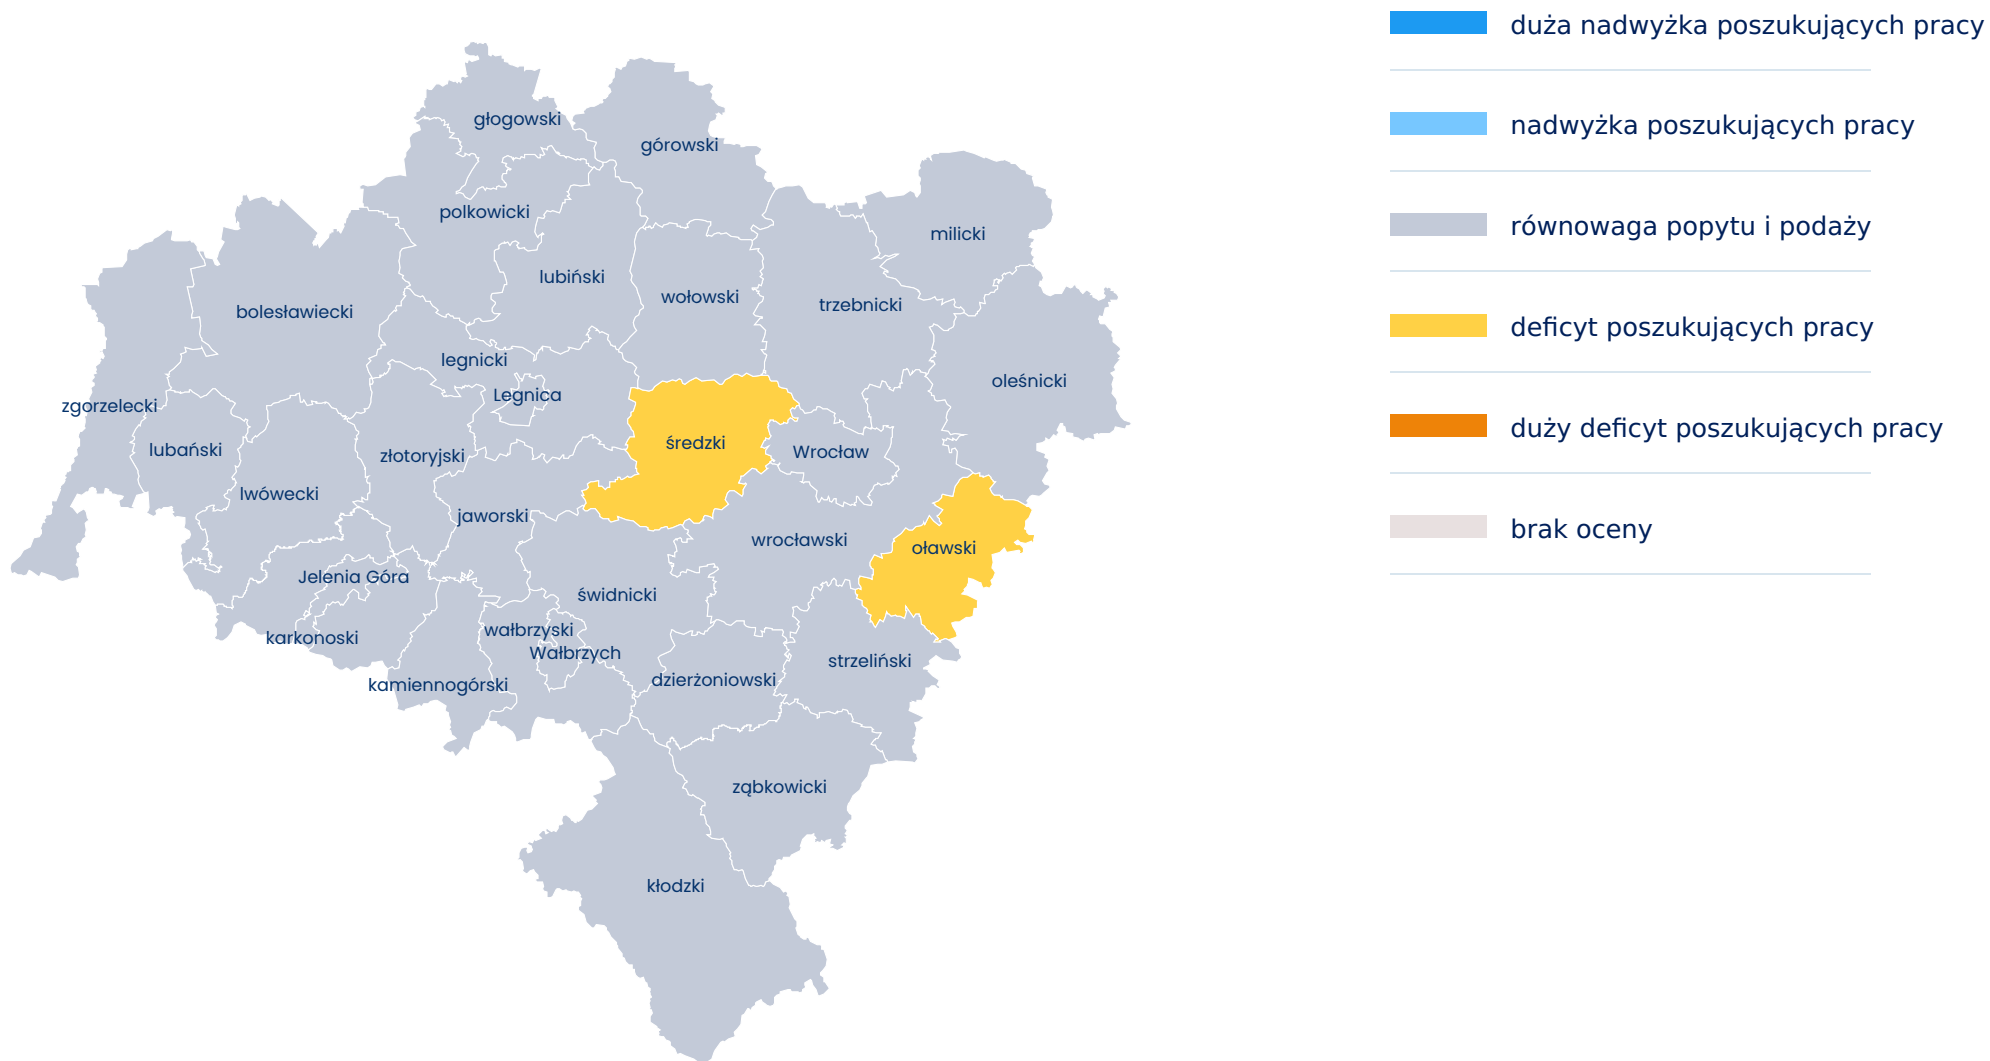 duża nadwyżka poszukujących pracy
nadwyżka poszukujących pracy
równowaga popytu i podaży
deficyt poszukujących pracy
duży deficyt poszukujących pracy
brak oceny
głogowski
górowski
polkowicki
milicki
lubiński
wołowski
trzebnicki
bolesławiecki
legnicki
oleśnicki
Legnica
zgorzelecki
średzki
lubański
Wrocław
złotoryjski
lwówecki
jaworski
wrocławski
oławski
Jelenia Góra
świdnicki
wałbrzyski
karkonoski
Wałbrzych
strzeliński
dzierżoniowski
kamiennogórski
ząbkowicki
kłodzki